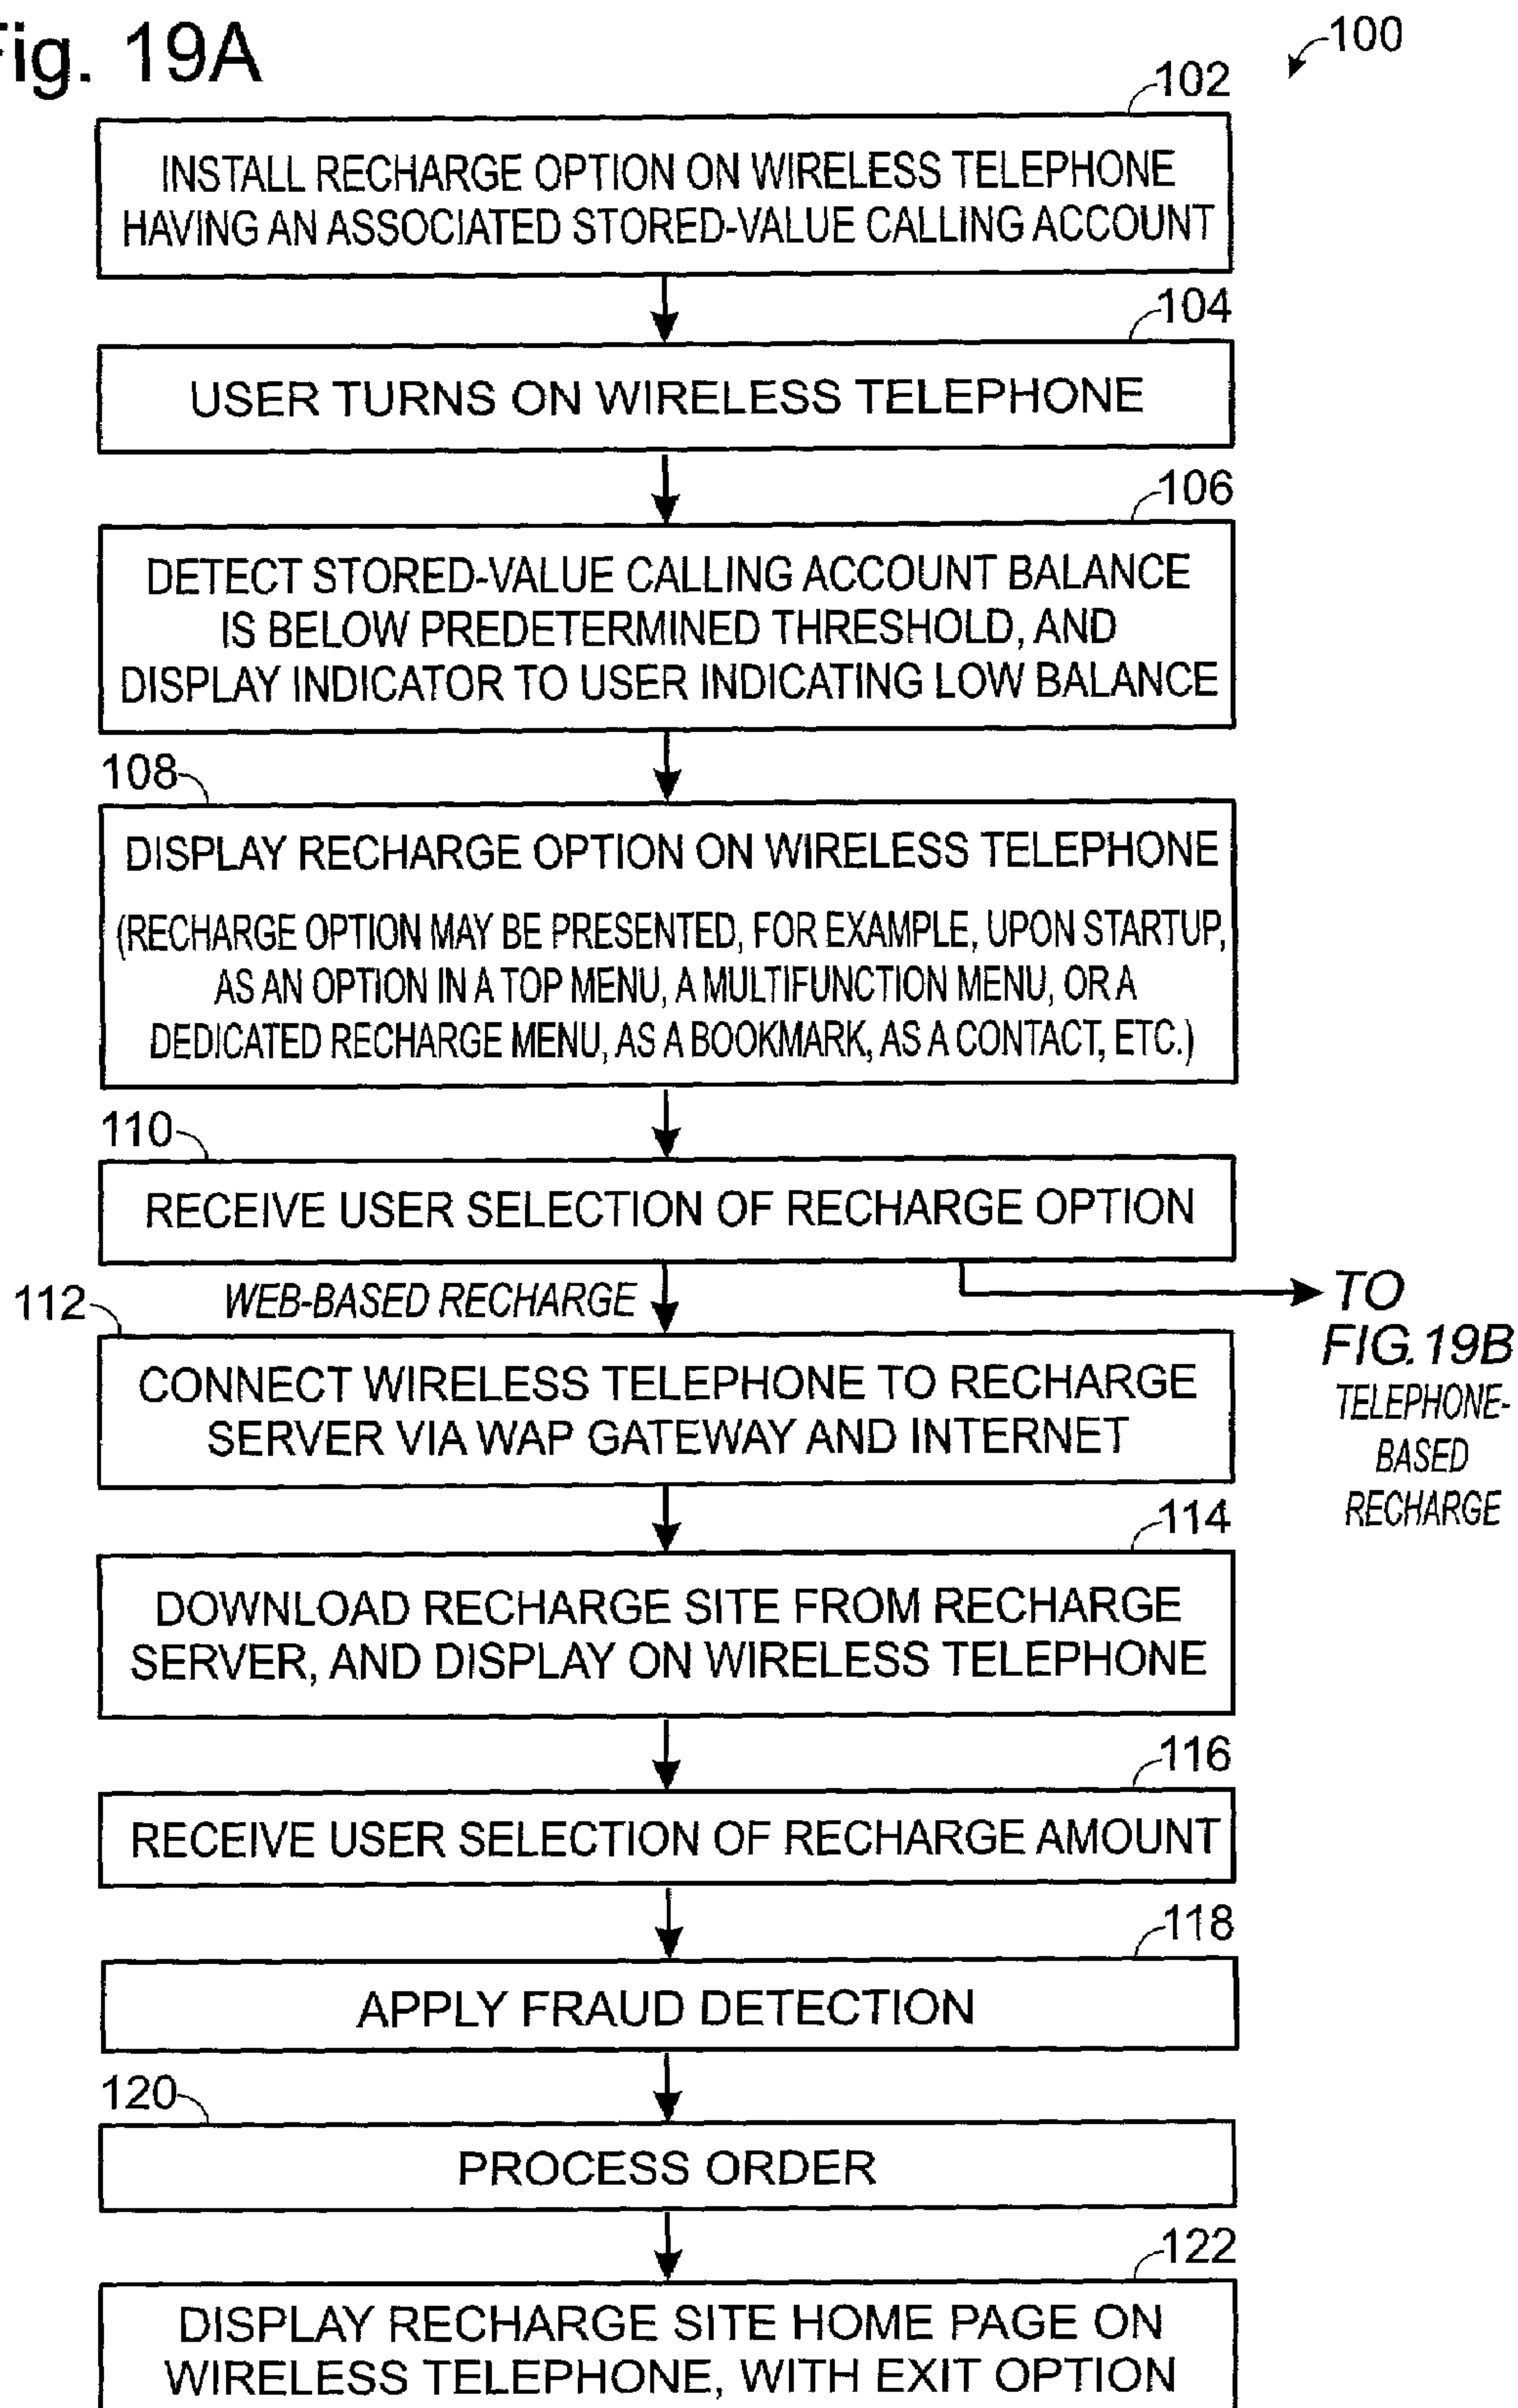 Fig. 19A
100
102
INSTALL RECHARGE OPTION ON WIRELESS TELEPHONE
HAVING AN ASSOCIATED STORED-VALUE CALLING ACCOUNT
104
USER TURNS ON WIRELESS TELEPHONE
106
DETECT STORED-VALUE CALLING ACCOUNT BALANCE
IS BELOW PREDETERMINED THRESHOLD, AND
DISPLAY INDICATOR TO USER INDICATING LOW BALANCE
108
DISPLAY RECHARGE OPTION ON WIRELESS TELEPHONE
(RECHARGE OPTION MAY BE PRESENTED, FOR EXAMPLE, UPON STARTUP,
AS AN OPTION IN A TOP MENU, A MULTIFUNCTION MENU, OR A
DEDICATED RECHARGE MENU, AS A BOOKMARK, AS A CONTACT, ETC.)
110
RECEIVE USER SELECTION OF RECHARGE OPTION
WEB-BASED RECHARGE
TO
FIG.19B
TELEPHONE-
BASED
RECHARGE
112
CONNECT WIRELESS TELEPHONE TO RECHARGE
SERVER VIA WAP GATEWAY AND INTERNET
114
DOWNLOAD RECHARGE SITE FROM RECHARGE
SERVER, AND DISPLAY ON WIRELESS TELEPHONE
116
RECEIVE USER SELECTION OF RECHARGE AMOUNT
118
APPLY FRAUD DETECTION
120
PROCESS ORDER
122
DISPLAY RECHARGE SITE HOME PAGE ON
WIRELESS TELEPHONE, WITH EXIT OPTION